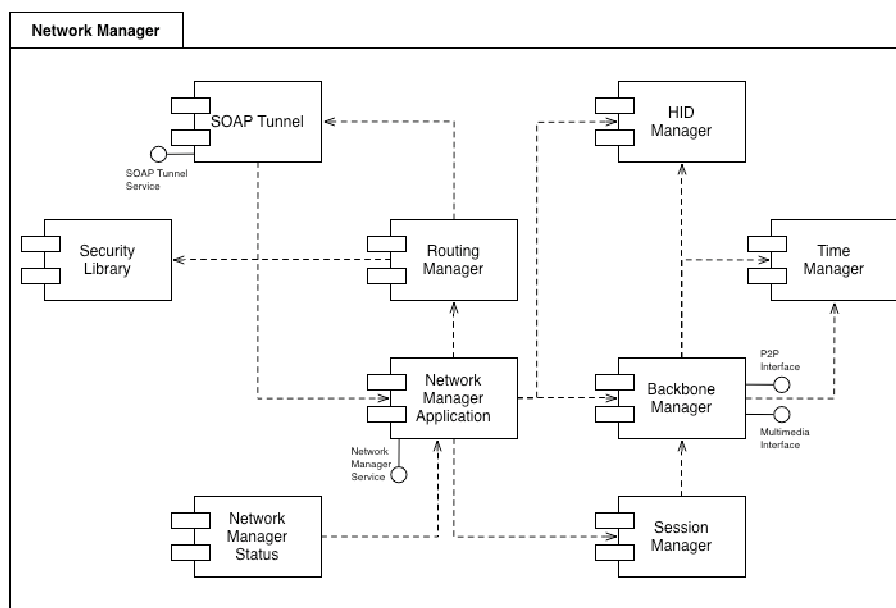 Network Manager
SOAP Tunnel
HID
Manager
SOAP Tunnel
Service
Security
Library
Routing
Manager
Time
Manager
Network
Manager
Application
Backbone
Manager
P2P
Interface
Multimedia
Interface
Network
Manager
Service
Network
Manager
Status
Session
Manager